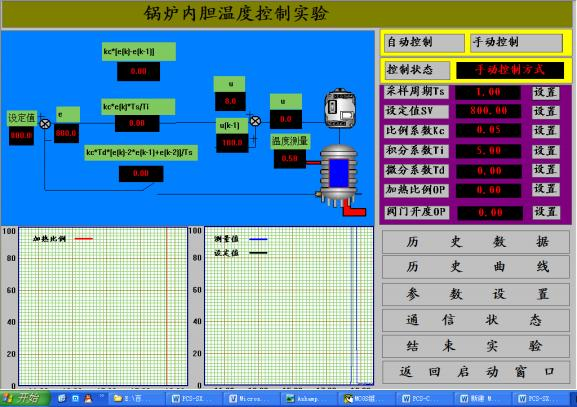 锅炉内胆温度控制实验
自动控制 手动控制
控制状态 手动控制方式
采样周期Ts 1.00 设置
设定值SV 800.00 设置
比例系数Kc 0.05 设置
积分系数Ti 5.00 设置
微分系数Td 0.00 设置
加热比例OP 0.00 设置
阀门开度OP 0.00 设置
kc*[e(k)-e(k-1)]
0.00
kc*e(k)*Ts/Ti
0.00
kc*Td*[e(k)-2*e(k-1)+e(k-2)]/Ts
0.00
设定值
800.0
e
800.0
u
0.0
u(k-1)
100.0
u
0.0
温度测量
0.58
100
80
60
40
20
0
加热比例
100
80
60
40
20
0
测量值
设定值
历史数据
历史曲线
参数设置
通信状态
结束实验
返回启动窗口
开始 E:\百... PCS-SX... Micros... MCGS组... PCS-C... 新建 M... PCS-SX...